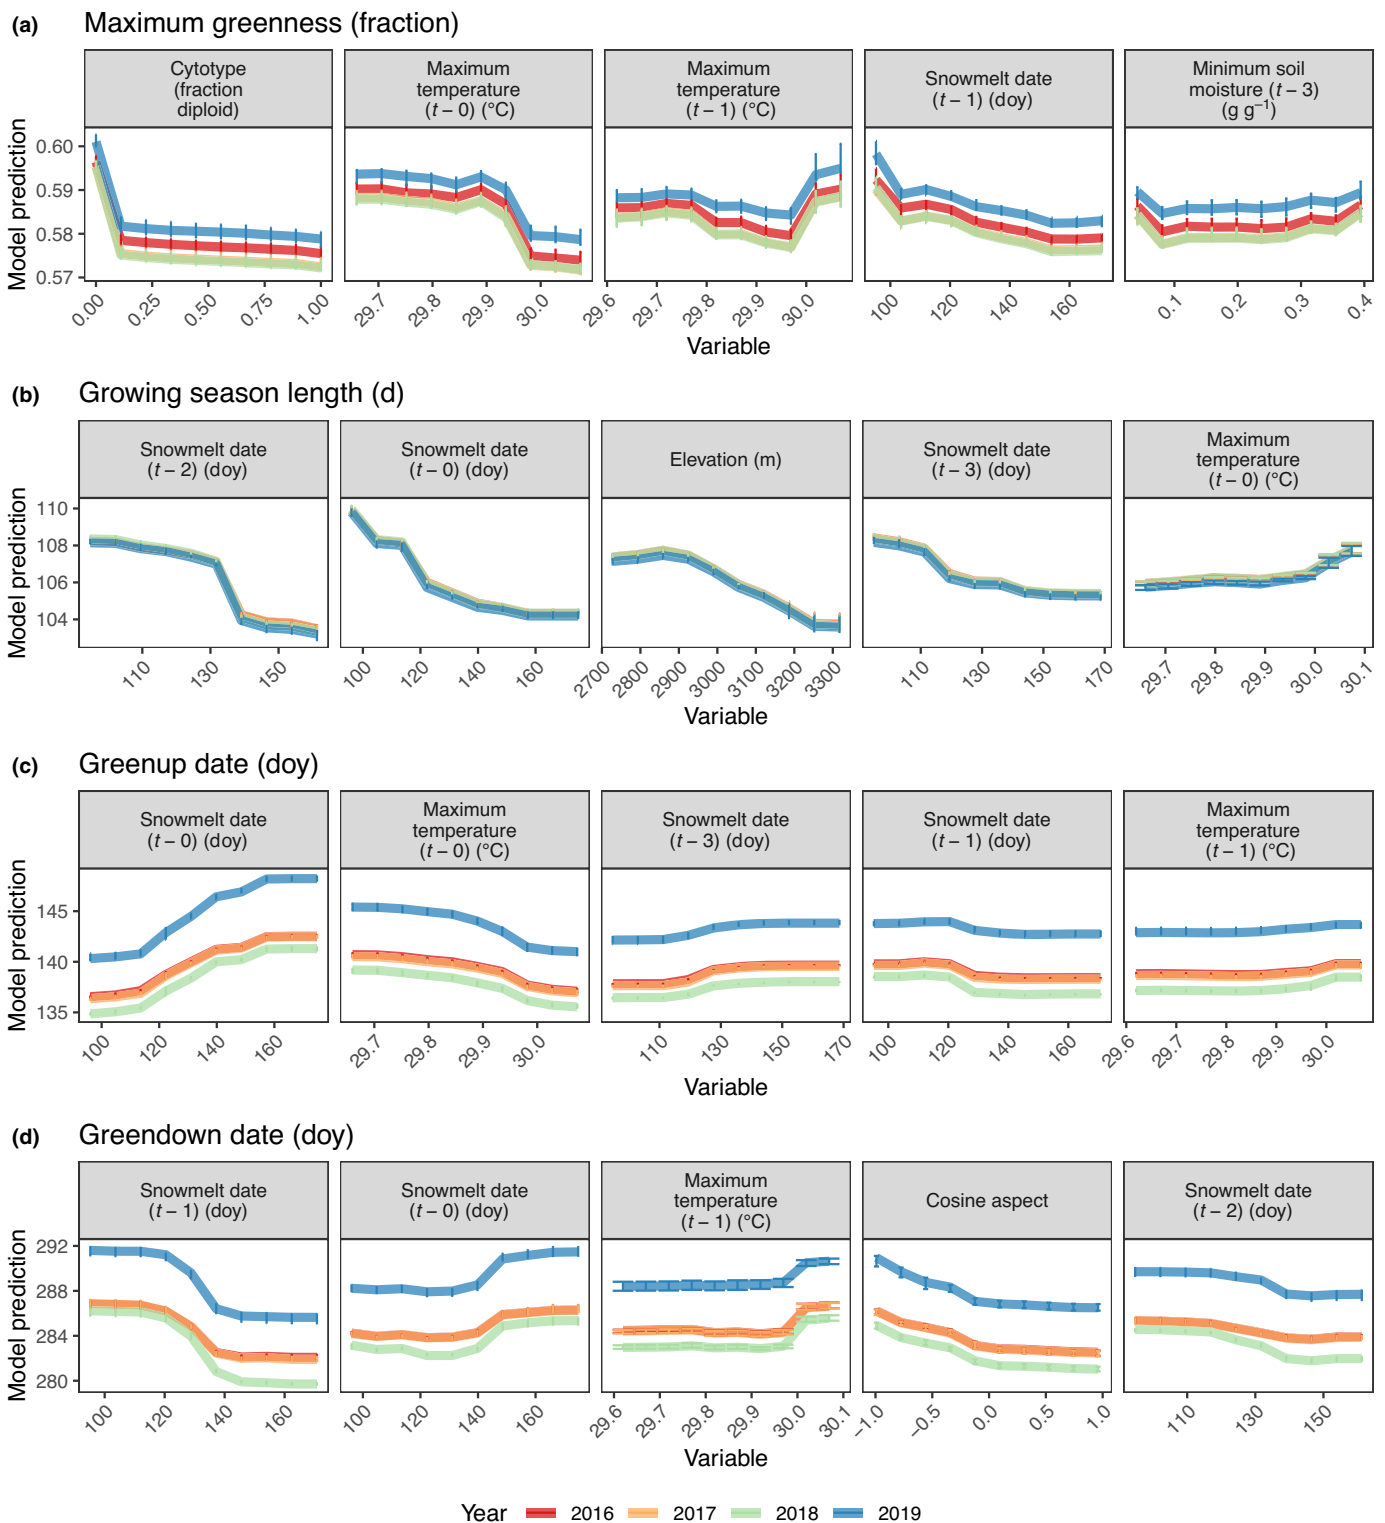 (a) Maximum greenness (fraction)
Cytotype
(fraction
diploid)
Maximum
temperature
(t − 0) (°C)
Maximum
temperature
(t − 1) (°C)
Snowmelt date
(t − 1) (doy)
Minimum soil
moisture (t − 3)
(g g⁻¹)
Model prediction
0.60
0.59
0.58
0.57
0.00 0.25 0.50 0.75 1.00
29.7 29.8 29.9 30.0
29.6 29.7 29.8 29.9 30.0
100 120 140 160
0.1 0.2 0.3 0.4
Variable
(b) Growing season length (d)
Snowmelt date
(t − 2) (doy)
Snowmelt date
(t − 0) (doy)
Elevation (m)
Snowmelt date
(t − 3) (doy)
Maximum
temperature
(t − 0) (°C)
Model prediction
110
108
106
104
110 130 150
100 120 140 160
2700 2800 2900 3000 3100 3200 3300
110 130 150 170
29.7 29.8 29.9 30.0 30.1
Variable
(c) Greenup date (doy)
Snowmelt date
(t − 0) (doy)
Maximum
temperature
(t − 0) (°C)
Snowmelt date
(t − 3) (doy)
Snowmelt date
(t − 1) (doy)
Maximum
temperature
(t − 1) (°C)
Model prediction
145
140
135
100 120 140 160
29.7 29.8 29.9 30.0
110 130 150 170
100 120 140 160
29.6 29.7 29.8 29.9 30.0
Variable
(d) Greendown date (doy)
Snowmelt date
(t − 1) (doy)
Snowmelt date
(t − 0) (doy)
Maximum
temperature
(t − 1) (°C)
Cosine aspect
Snowmelt date
(t − 2) (doy)
Model prediction
292
288
284
280
100 120 140 160
100 120 140 160
29.6 29.7 29.8 29.9 30.0 30.1
−1.0 −0.5 0.0 0.5 1.0
110 130 150
Variable
Year 2016 2017 2018 2019